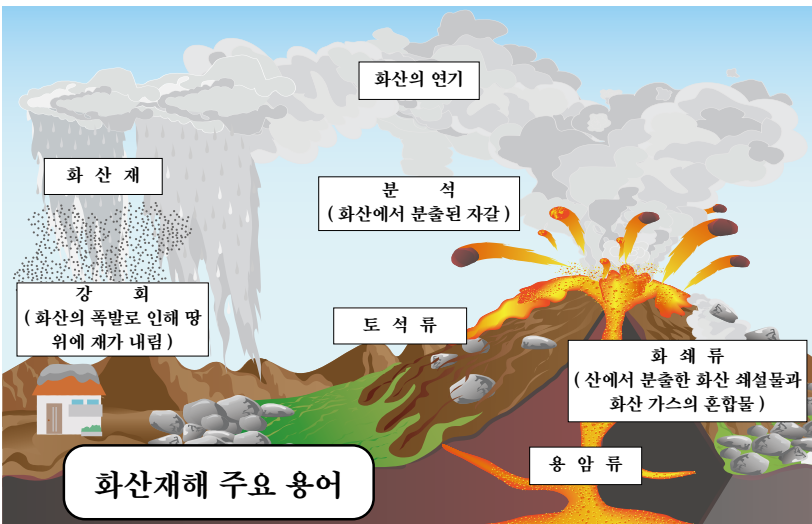 화산의 연기
화 산 재
분 석
( 화산에서 분출된 자갈 )
강 회
( 화산의 폭발로 인해 땅
위에 재가 내림 )
토 석 류
화 쇄 류
( 산에서 분출한 화산 쇄설물과
화산 가스의 혼합물 )
용 암 류
화산재해 주요 용어